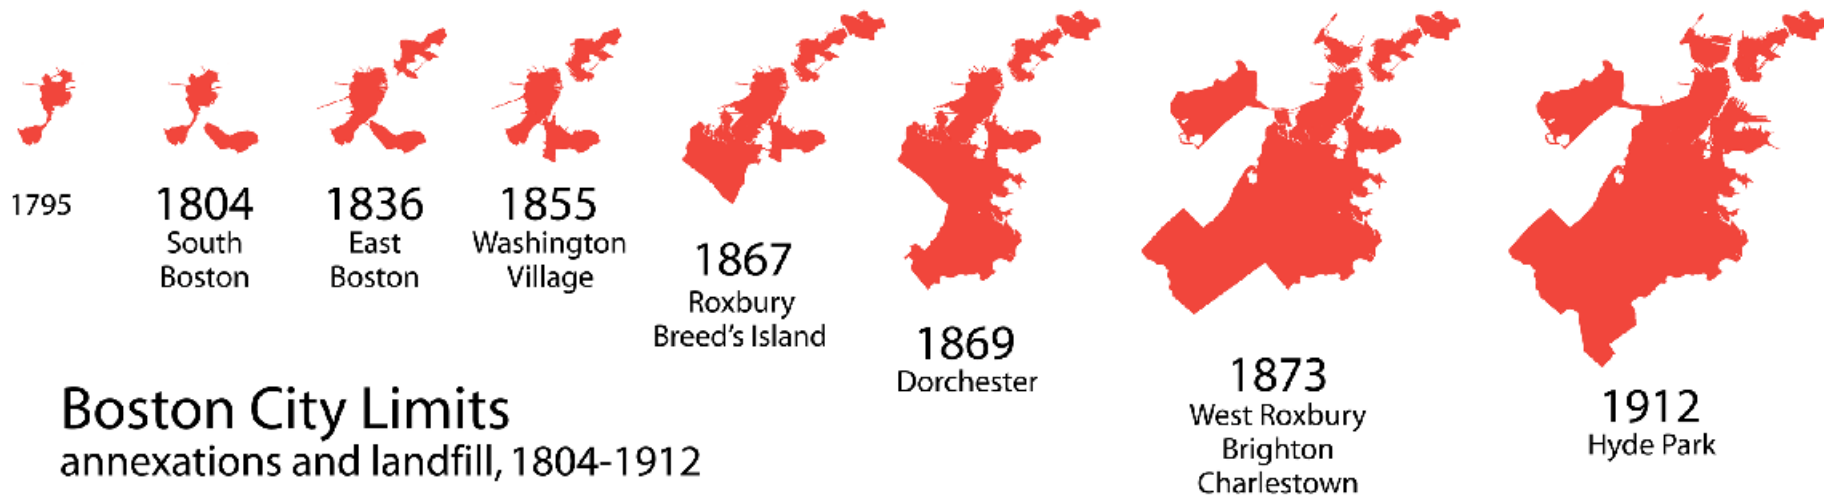 1795
1804
South
Boston
1836
East
Boston
1855
Washington
Village
1867
Roxbury
Breed's Island
1869
Dorchester
1873
West Roxbury
Brighton
Charlestown
1912
Hyde Park
Boston City Limits
annexations and landfill, 1804-1912